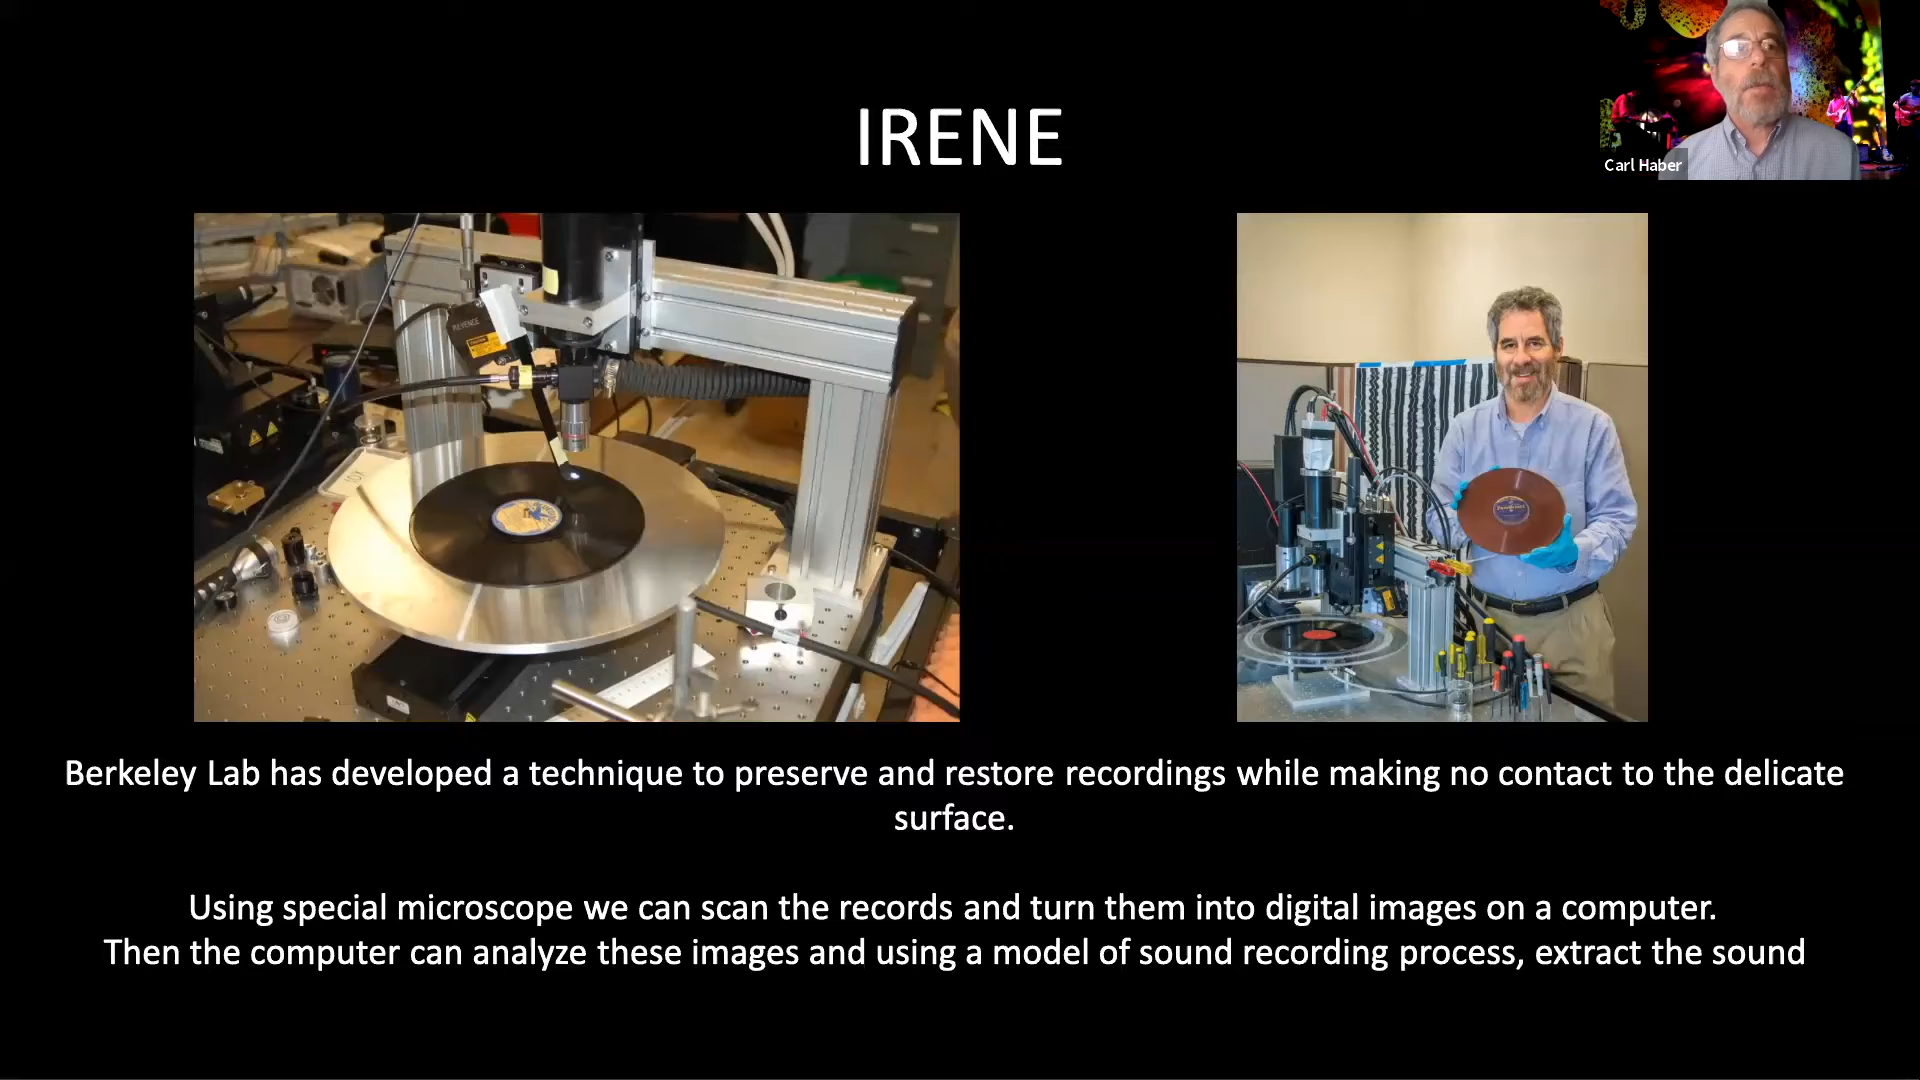 IRENE
Carl Haber
KEYENCE
Berkeley Lab has developed a technique to preserve and restore recordings while making no contact to the delicate
surface.
Using special microscope we can scan the records and turn them into digital images on a computer.
Then the computer can analyze these images and using a model of sound recording process, extract the sound